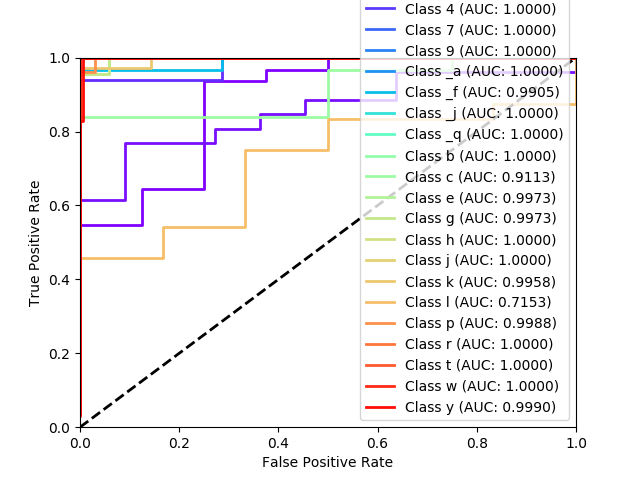 Class 4 (AUC: 1.0000)
Class 7 (AUC: 1.0000)
Class 9 (AUC: 1.0000)
Class _a (AUC: 1.0000)
Class _f (AUC: 0.9905)
Class _j (AUC: 1.0000)
Class _q (AUC: 1.0000)
Class b (AUC: 1.0000)
Class c (AUC: 0.9113)
Class e (AUC: 0.9973)
Class g (AUC: 0.9973)
Class h (AUC: 1.0000)
Class j (AUC: 1.0000)
Class k (AUC: 0.9958)
Class l (AUC: 0.7153)
Class p (AUC: 0.9988)
Class r (AUC: 1.0000)
Class t (AUC: 1.0000)
Class w (AUC: 1.0000)
Class y (AUC: 0.9990)
1.0
0.8
0.6
0.4
0.2
0.0
True Positive Rate
0.0 0.2 0.4 0.6 0.8 1.0
False Positive Rate